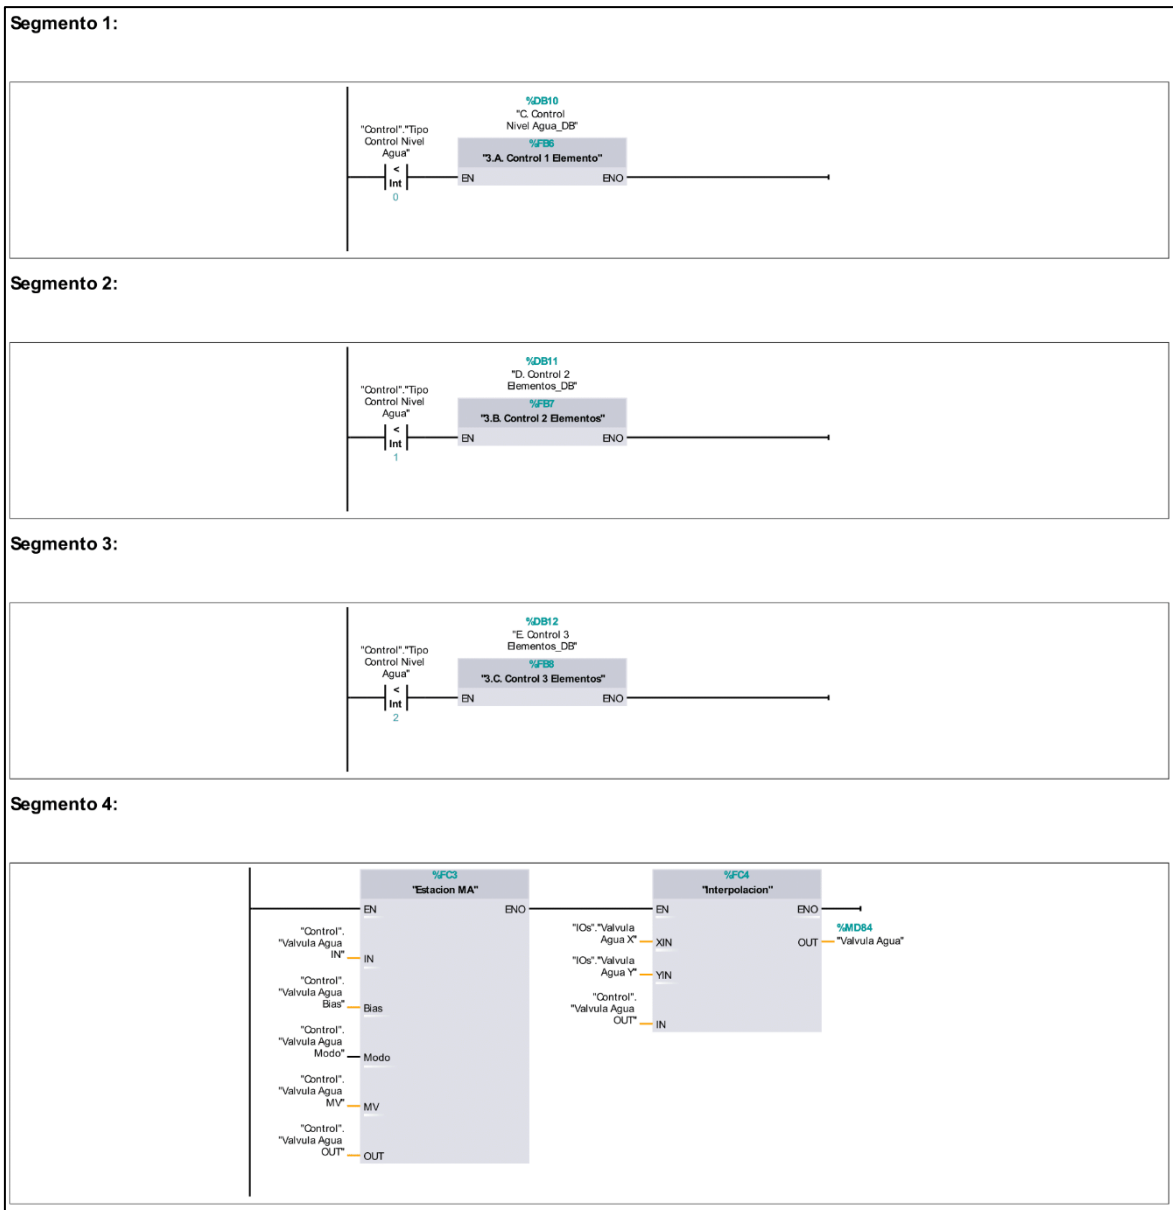 Segmento 1:
%DB10
"C. Control
Nivel Agua_DB"
"Control"."Tipo
Control Nivel
Agua"
%FB6
"3.A. Control 1 Elemento"
<
Int
0
EN
ENO
Segmento 2:
%DB11
"D. Control 2
Elementos_DB"
"Control"."Tipo
Control Nivel
Agua"
%FB7
"3.B. Control 2 Elementos"
<
Int
1
EN
ENO
Segmento 3:
%DB12
"E. Control 3
Elementos_DB"
"Control"."Tipo
Control Nivel
Agua"
%FB8
"3.C. Control 3 Elementos"
<
Int
2
EN
ENO
Segmento 4:
%FC3
"Estacion MA"
EN
ENO
"Control".
"Valvula Agua
IN"
IN
"Control".
"Valvula Agua
Bias"
Bias
"Control".
"Valvula Agua
Modo"
Modo
"Control".
"Valvula Agua
MV"
MV
"Control".
"Valvula Agua
OUT"
OUT
%FC4
"Interpolacion"
EN
ENO
"IOs"."Valvula
Agua X"
XIN
"IOs"."Valvula
Agua Y"
YIN
"Control".
"Valvula Agua
OUT"
IN
OUT
%MD84
"Valvula Agua"